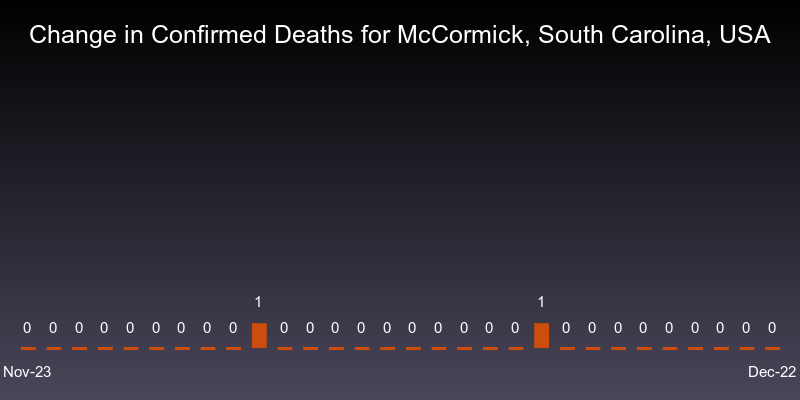 Change in Confirmed Deaths for McCormick, South Carolina, USA
1 1
0 0 0 0 0 0 0 0 0 0 0 0 0 0 0 0 0 0 0 0 0 0 0 0 0 0 0 0
Nov-23 Dec-22